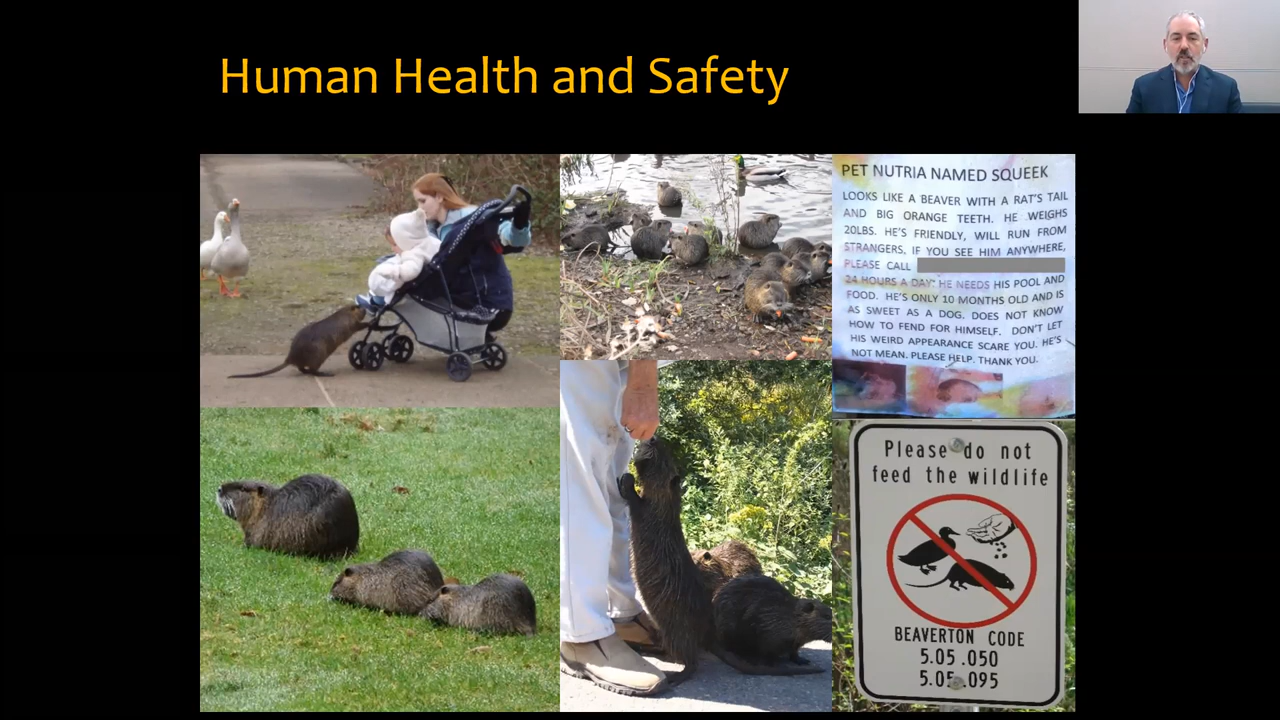 Human Health and Safety
PET NUTRIA NAMED SQUEEK
LOOKS LIKE A BEAVER WITH A RAT'S TAIL
AND BIG ORANGE TEETH. HE WEIGHS
20LBS. HE'S FRIENDLY, WILL RUN FROM
STRANGERS, IF YOU SEE HIM ANYWHERE,
PLEASE CALL
24 HOURS A DAY. HE NEEDS HIS POOL AND
FOOD. HE'S ONLY 10 MONTHS OLD AND IS
AS SWEET AS A DOG. DOES NOT KNOW
HOW TO FEND FOR HIMSELF. DON'T LET
HIS WEIRD APPEARANCE SCARE YOU. HE'S
NOT MEAN. PLEASE HELP. THANK YOU.
Please do not
feed the wildlife
BEAVERTON CODE
5.05.050
5.05.095